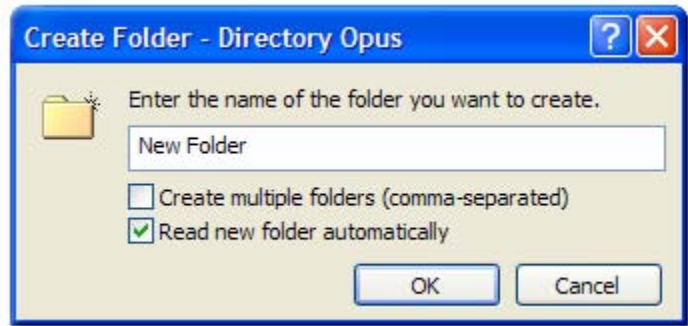 Create Folder - Directory Opus
Enter the name of the folder you want to create.
New Folder
Create multiple folders (comma-separated)
Read new folder automatically
OK Cancel